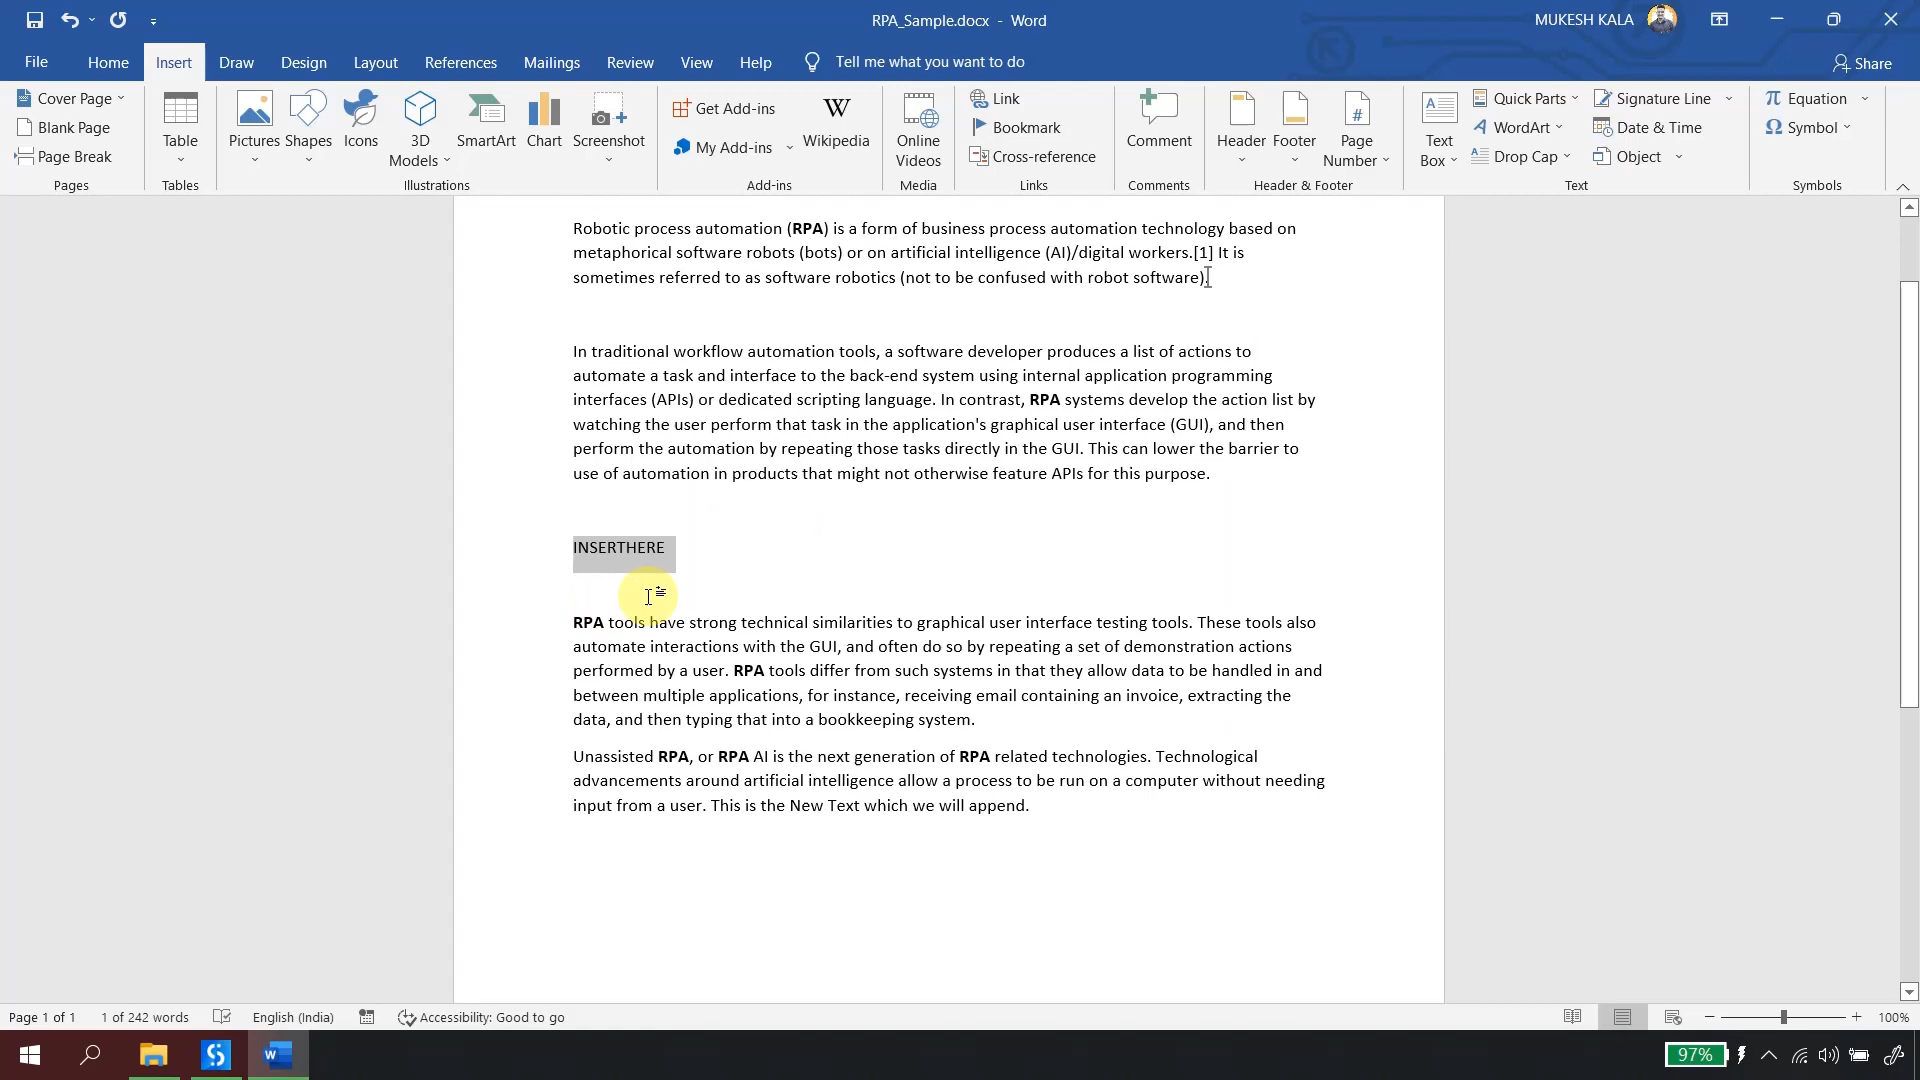 RPA_Sample.docx - Word
MUKESH KALA
File Home Insert Draw Design Layout References Mailings Review View Help Tell me what you want to do Share
Cover Page
Blank Page
Page Break
Pages
Table
Tables
Pictures Shapes Icons 3D Models SmartArt Chart Screenshot
Illustrations
Get Add-ins
My Add-ins
W Wikipedia
Add-ins
Online Videos
Media
Link
Bookmark
Cross-reference
Links
Comment
Comments
Header Footer Page Number
Header & Footer
Text Box
Quick Parts
WordArt
Drop Cap
Signature Line
Date & Time
Object
Text
π Equation
Ω Symbol
Symbols
Robotic process automation (RPA) is a form of business process automation technology based on
metaphorical software robots (bots) or on artificial intelligence (AI)/digital workers.[1] It is
sometimes referred to as software robotics (not to be confused with robot software).
In traditional workflow automation tools, a software developer produces a list of actions to
automate a task and interface to the back-end system using internal application programming
interfaces (APIs) or dedicated scripting language. In contrast, RPA systems develop the action list by
watching the user perform that task in the application's graphical user interface (GUI), and then
perform the automation by repeating those tasks directly in the GUI. This can lower the barrier to
use of automation in products that might not otherwise feature APIs for this purpose.
INSERTHERE
RPA tools have strong technical similarities to graphical user interface testing tools. These tools also
automate interactions with the GUI, and often do so by repeating a set of demonstration actions
performed by a user. RPA tools differ from such systems in that they allow data to be handled in and
between multiple applications, for instance, receiving email containing an invoice, extracting the
data, and then typing that into a bookkeeping system.
Unassisted RPA, or RPA AI is the next generation of RPA related technologies. Technological
advancements around artificial intelligence allow a process to be run on a computer without needing
input from a user. This is the New Text which we will append.
Page 1 of 1 1 of 242 words English (India) Accessibility: Good to go 100%
97%